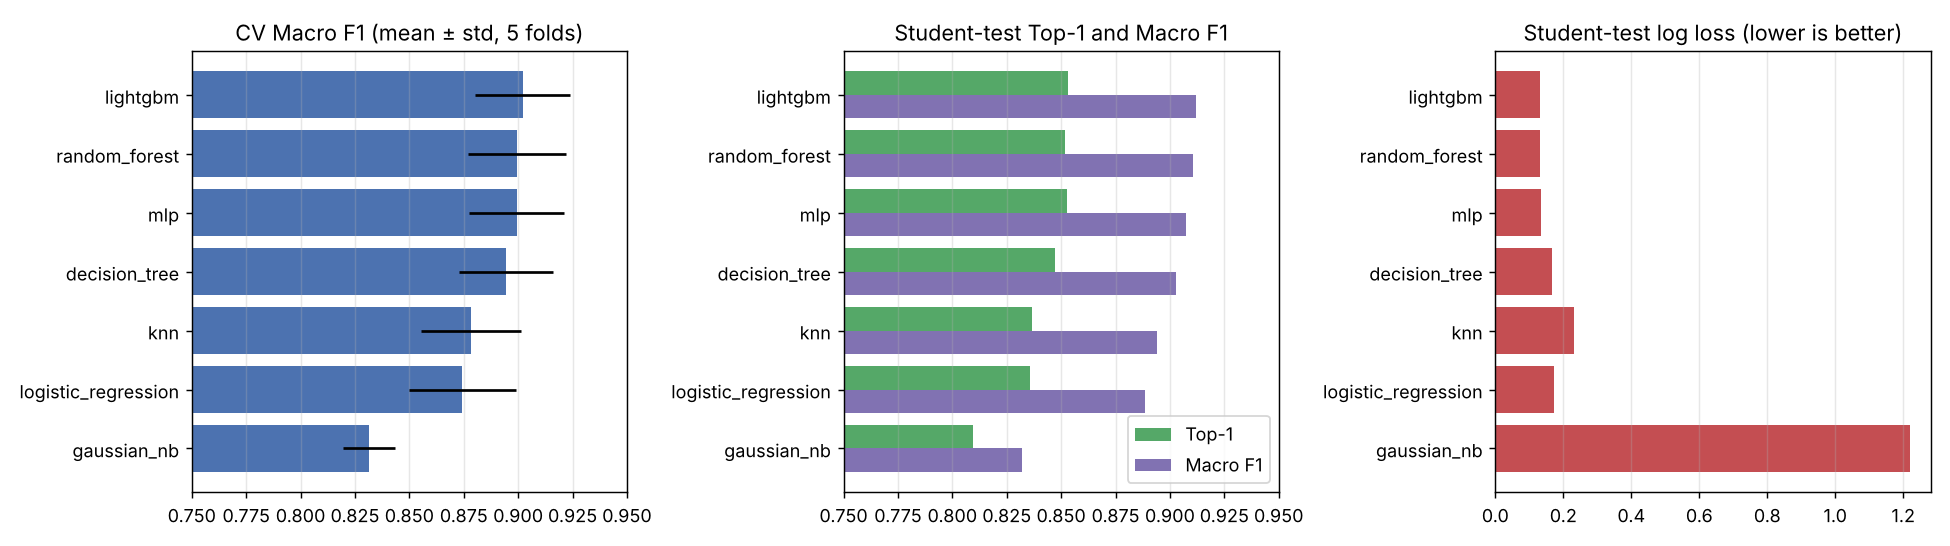 CV Macro F1 (mean ± std, 5 folds)
lightgbm
random_forest
mlp
decision_tree
knn
logistic_regression
gaussian_nb
0.750 0.775 0.800 0.825 0.850 0.875 0.900 0.925 0.950
Student-test Top-1 and Macro F1
lightgbm
random_forest
mlp
decision_tree
knn
logistic_regression
gaussian_nb
Top-1
Macro F1
0.750 0.775 0.800 0.825 0.850 0.875 0.900 0.925 0.950
Student-test log loss (lower is better)
lightgbm
random_forest
mlp
decision_tree
knn
logistic_regression
gaussian_nb
0.0 0.2 0.4 0.6 0.8 1.0 1.2